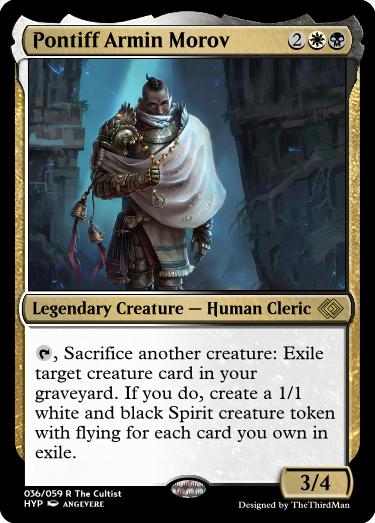 Pontiff Armin Morov 2
Legendary Creature — Human Cleric
, Sacrifice another creature: Exile
target creature card in your
graveyard. If you do, create a 1/1
white and black Spirit creature token
with flying for each card you own in
exile.
3/4
036/059 R The Cultist
HYP ANGEVERE
Designed by TheThirdMan